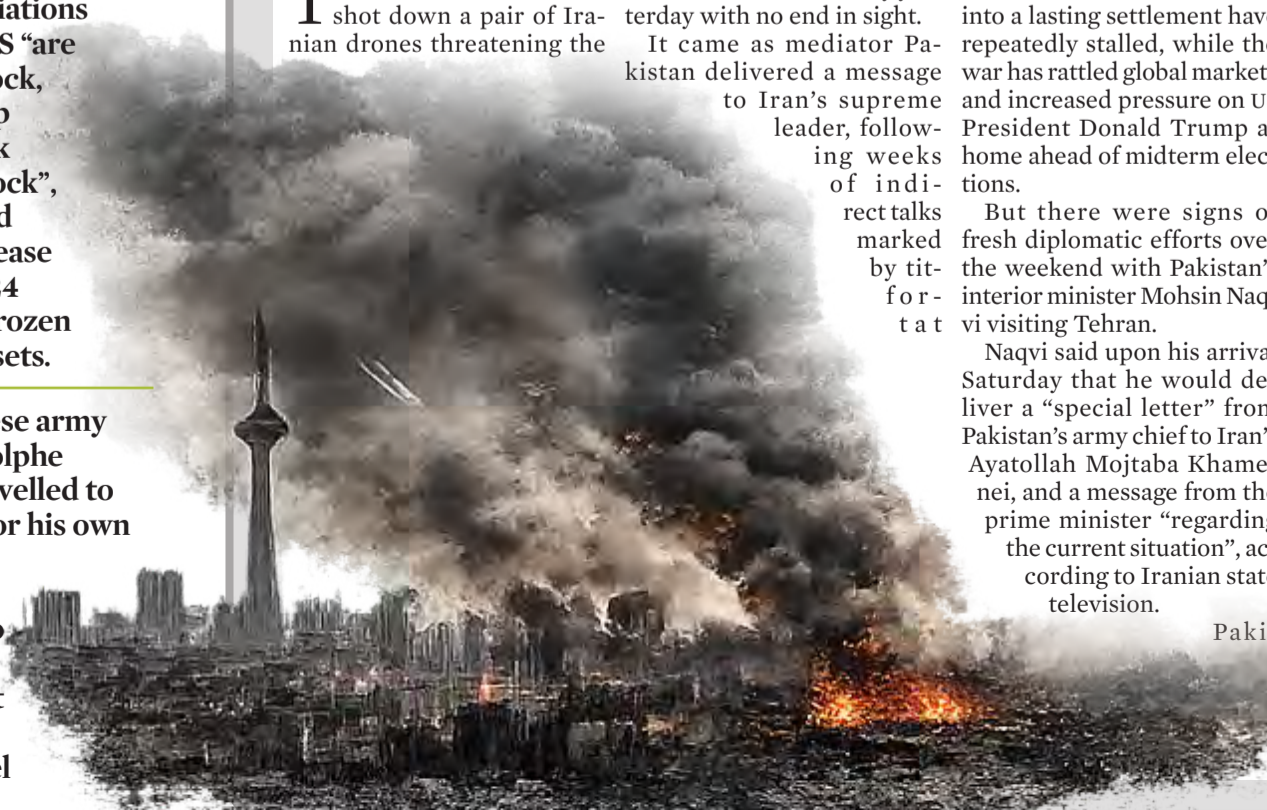 iations
S “are
ock,
k
ock”,
d
ease
24
rozen
sets.
se army
olphe
velled to
or his own
el
T shot down a pair of Ira-
nian drones threatening the
terday with no end in sight.
It came as mediator Pa-
kistan delivered a message
to Iran’s supreme
leader, follow-
ing weeks
of indi-
rect talks
marked
by tit-
for-
tat
into a lasting settlement have
repeatedly stalled, while the
war has rattled global market
and increased pressure on U
President Donald Trump a
home ahead of midterm elec
tions.
But there were signs o
fresh diplomatic efforts ove
the weekend with Pakistan’
interior minister Mohsin Naq
vi visiting Tehran.
Naqvi said upon his arriva
Saturday that he would de
liver a “special letter” from
Pakistan’s army chief to Iran’
Ayatollah Mojtaba Khame
nei, and a message from the
prime minister “regarding
the current situation”, ac
cording to Iranian state
television.
Paki